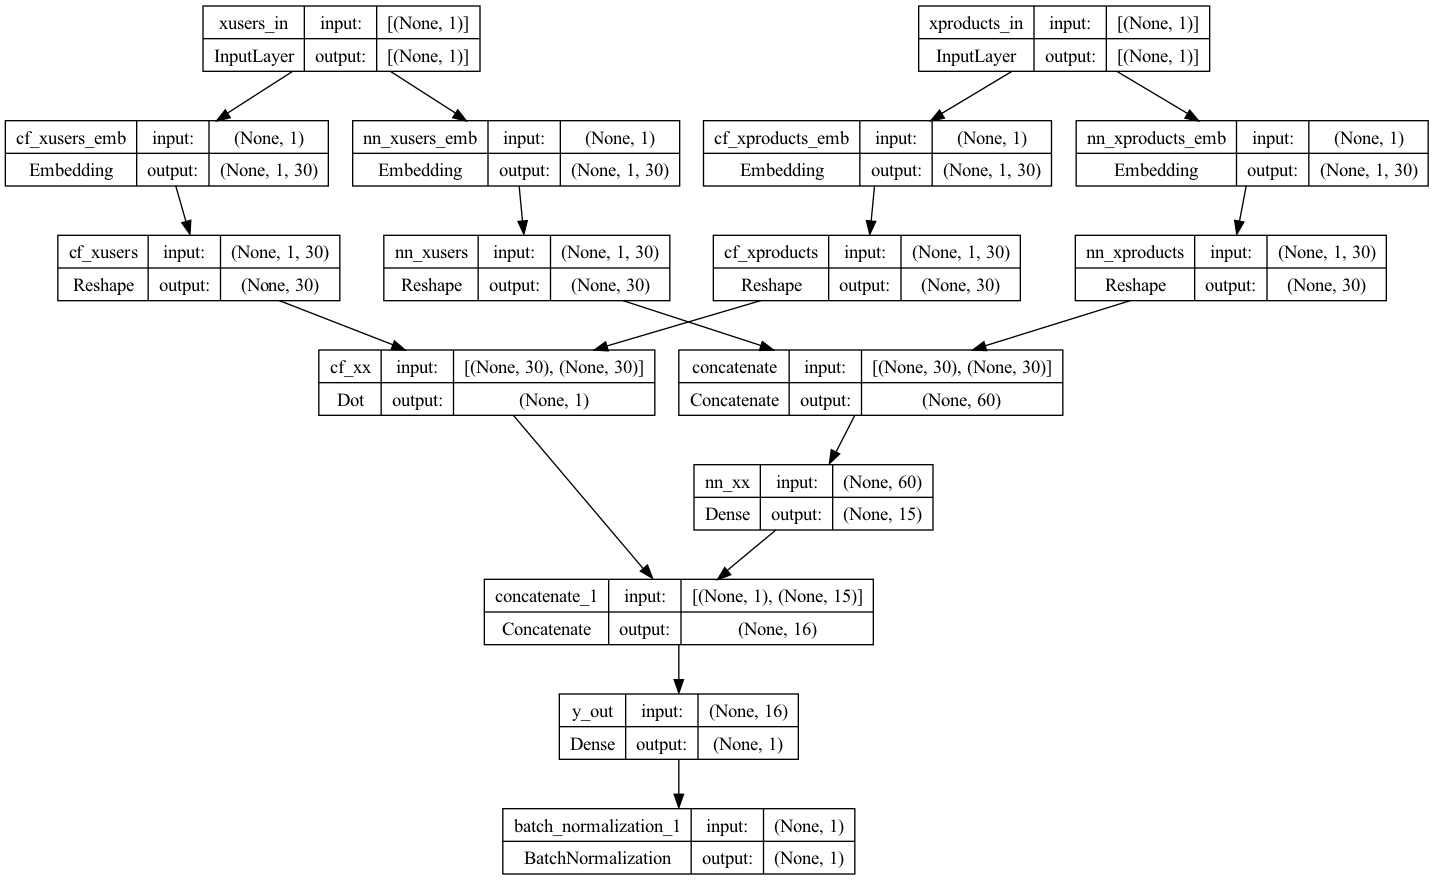 xusers_in input: [(None, 1)]
InputLayer output: [(None, 1)]
xproducts_in input: [(None, 1)]
InputLayer output: [(None, 1)]
cf_xusers_emb input: (None, 1)
Embedding output: (None, 1, 30)
nn_xusers_emb input: (None, 1)
Embedding output: (None, 1, 30)
cf_xproducts_emb input: (None, 1)
Embedding output: (None, 1, 30)
nn_xproducts_emb input: (None, 1)
Embedding output: (None, 1, 30)
cf_xusers input: (None, 1, 30)
Reshape output: (None, 30)
nn_xusers input: (None, 1, 30)
Reshape output: (None, 30)
cf_xproducts input: (None, 1, 30)
Reshape output: (None, 30)
nn_xproducts input: (None, 1, 30)
Reshape output: (None, 30)
cf_xx input: [(None, 30), (None, 30)]
Dot output: (None, 1)
concatenate input: [(None, 30), (None, 30)]
Concatenate output: (None, 60)
nn_xx input: (None, 60)
Dense output: (None, 15)
concatenate_1 input: [(None, 1), (None, 15)]
Concatenate output: (None, 16)
y_out input: (None, 16)
Dense output: (None, 1)
batch_normalization_1 input: (None, 1)
BatchNormalization output: (None, 1)